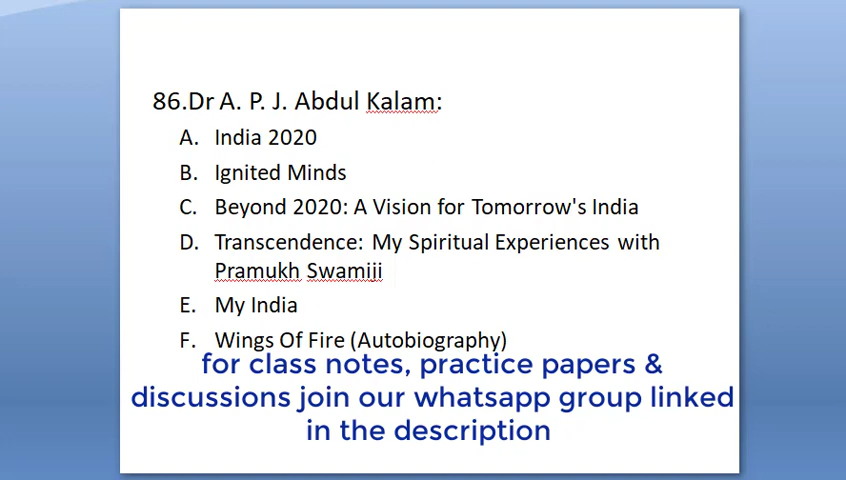 86.Dr A. P. J. Abdul Kalam:
A. India 2020
B. Ignited Minds
C. Beyond 2020: A Vision for Tomorrow's India
D. Transcendence: My Spiritual Experiences with
Pramukh Swamiji
E. My India
F. Wings Of Fire (Autobiography)
for class notes, practice papers &
discussions join our whatsapp group linked
in the description